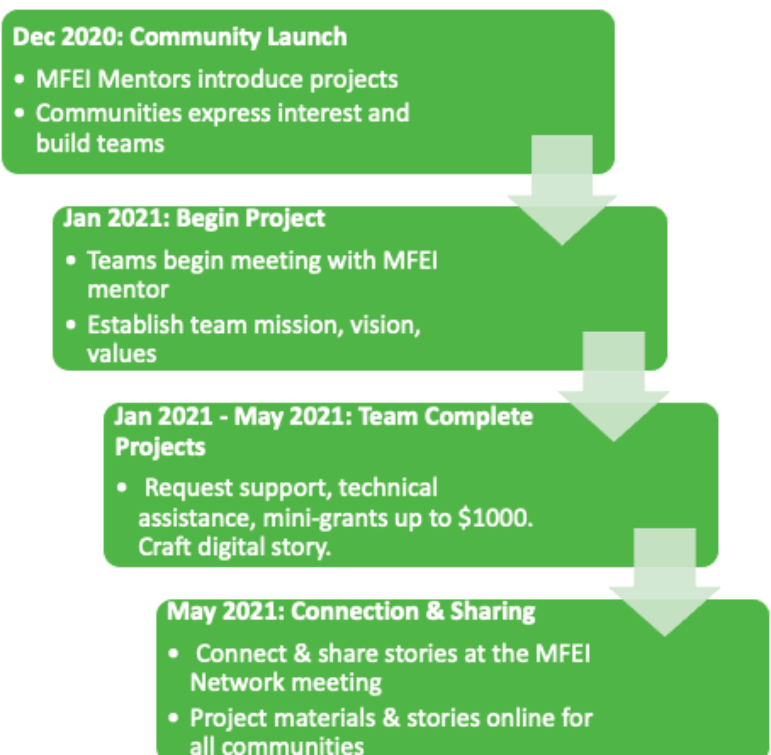 Dec 2020: Community Launch
• MFEI Mentors introduce projects
• Communities express interest and
build teams
Jan 2021: Begin Project
• Teams begin meeting with MFEI
mentor
• Establish team mission, vision,
values
Jan 2021 - May 2021: Team Complete
Projects
• Request support, technical
assistance, mini-grants up to $1000.
Craft digital story.
May 2021: Connection & Sharing
• Connect & share stories at the MFEI
Network meeting
• Project materials & stories online for
all communities